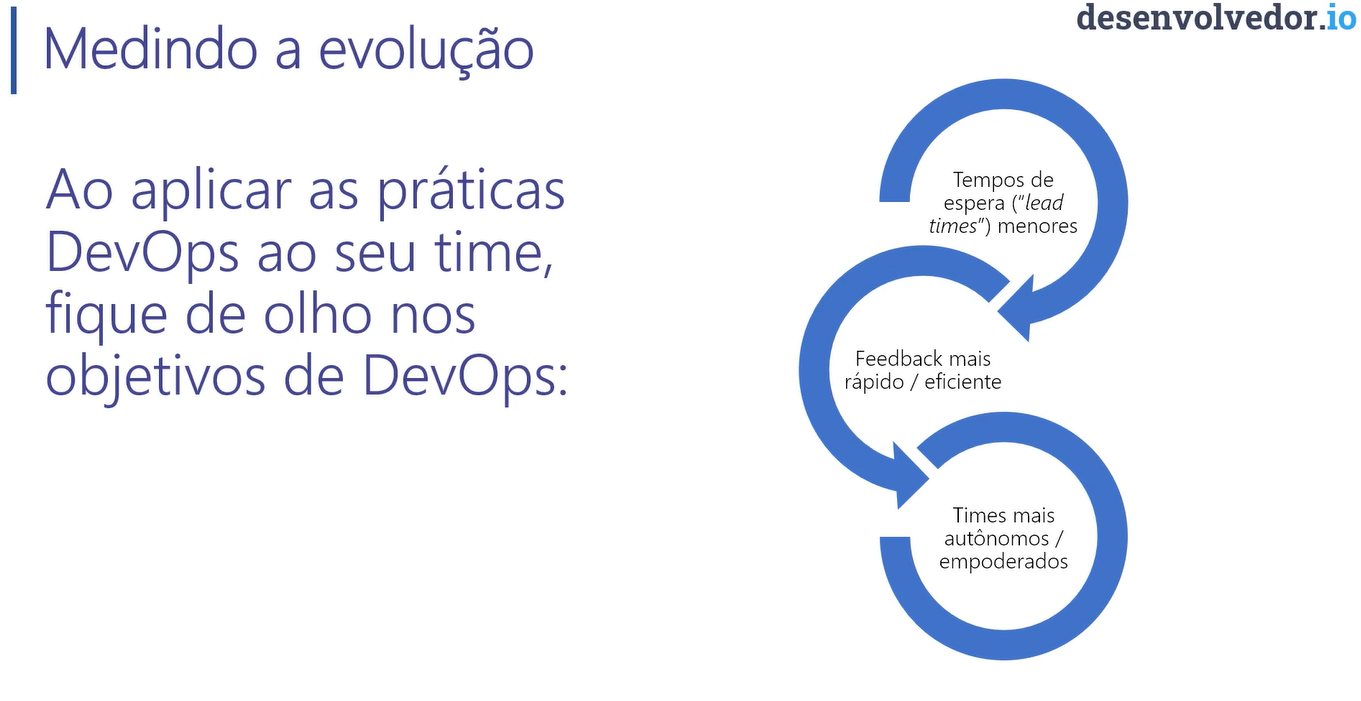 desenvolvedor.io
Medindo a evolução
Ao aplicar as práticas
DevOps ao seu time,
fique de olho nos
objetivos de DevOps:
Tempos de
espera ("lead
times") menores
Feedback mais
rápido / eficiente
Times mais
autônomos /
empoderados